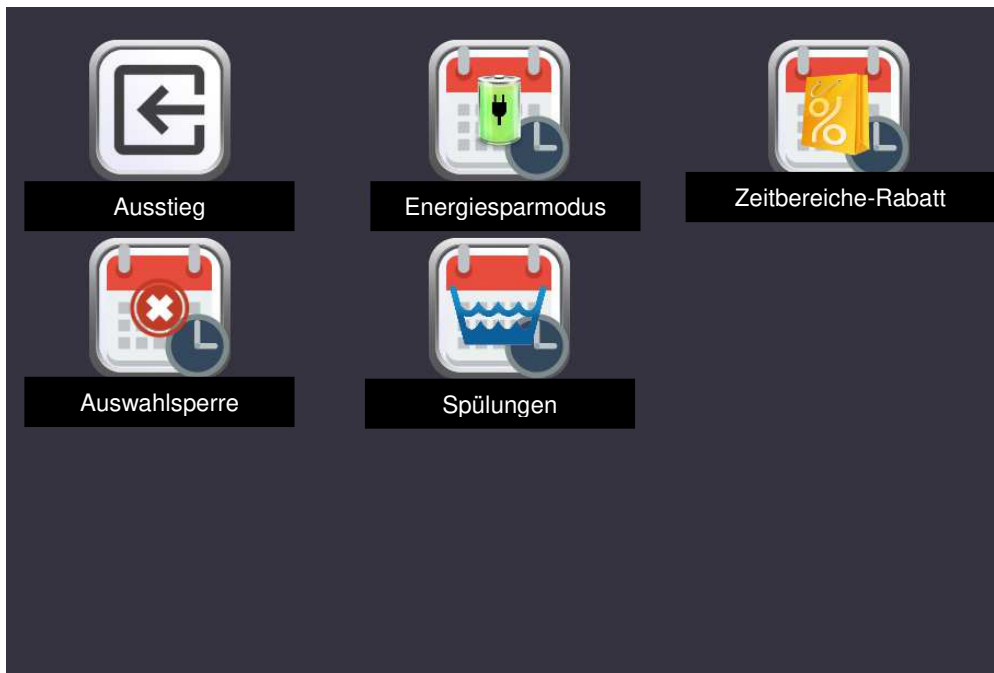 Ausstieg
Energiesparmodus
Zeitbereiche-Rabatt
Auswahlsperre
Spülungen